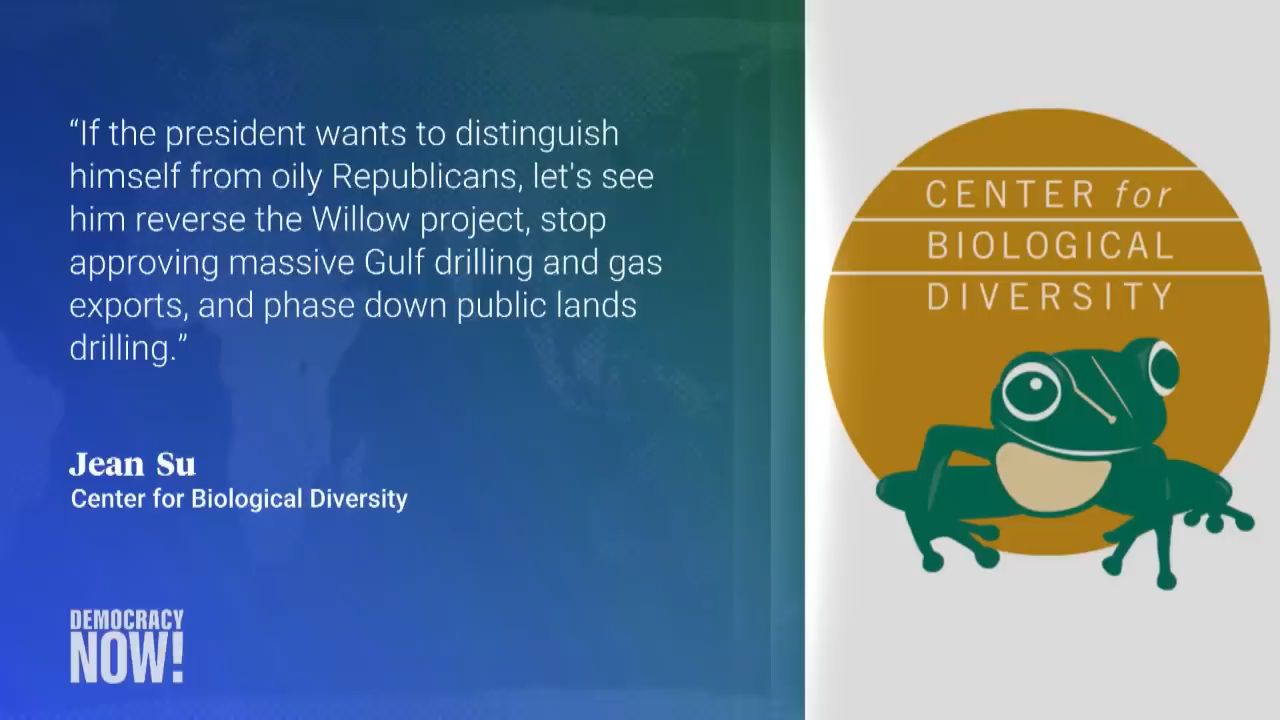 “If the president wants to distinguish
himself from oily Republicans, let's see
him reverse the Willow project, stop
approving massive Gulf drilling and gas
exports, and phase down public lands
drilling.”
Jean Su
Center for Biological Diversity
DEMOCRACY
NOW!
CENTER for
BIOLOGICAL
DIVERSITY